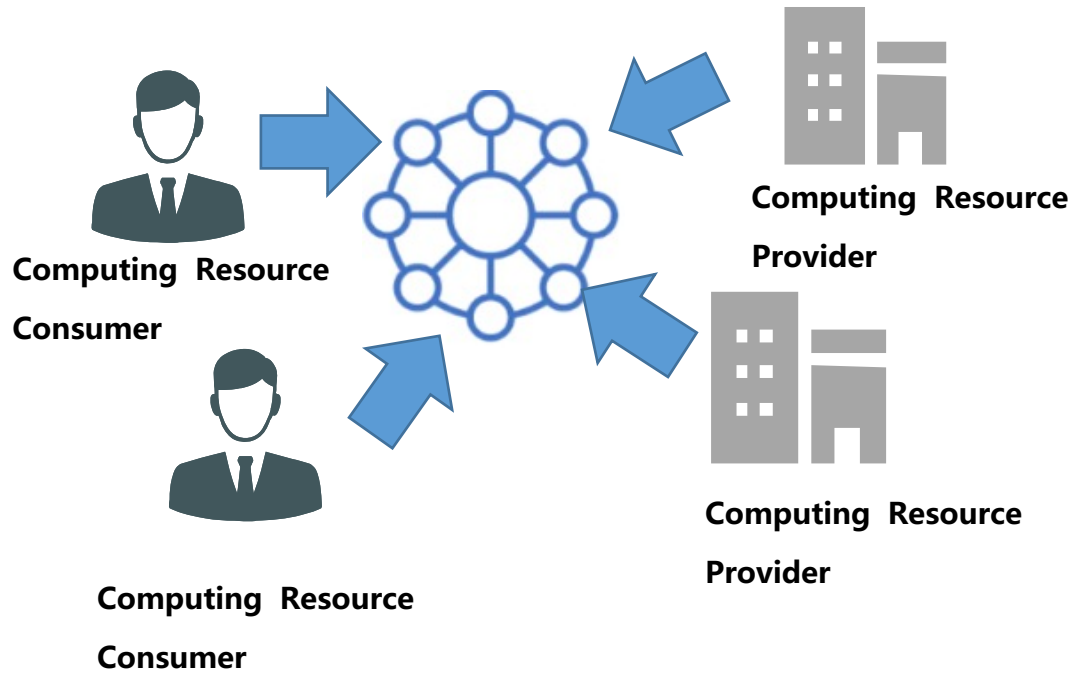 Computing Resource
Provider
Computing Resource
Consumer
Computing Resource
Provider
Computing Resource
Consumer